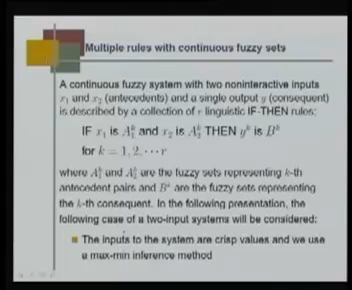 Multiple rules with continuous fuzzy sets
A continuous fuzzy system with two noninteractive inputs
x₁ and x₂ (antecedents) and a single output y (consequent)
is described by a collection of r linguistic IF-THEN rules:
IF x₁ is A₁ᵏ and x₂ is A₂ᵏ THEN yᵏ is Bᵏ
for k = 1, 2, ⋯ r
where A₁ᵏ and A₂ᵏ are the fuzzy sets representing k-th
antecedent pairs and Bᵏ are the fuzzy sets representing
the k-th consequent. In the following presentation, the
following case of a two-input systems will be considered:
The inputs to the system are crisp values and we use
a max-min inference method